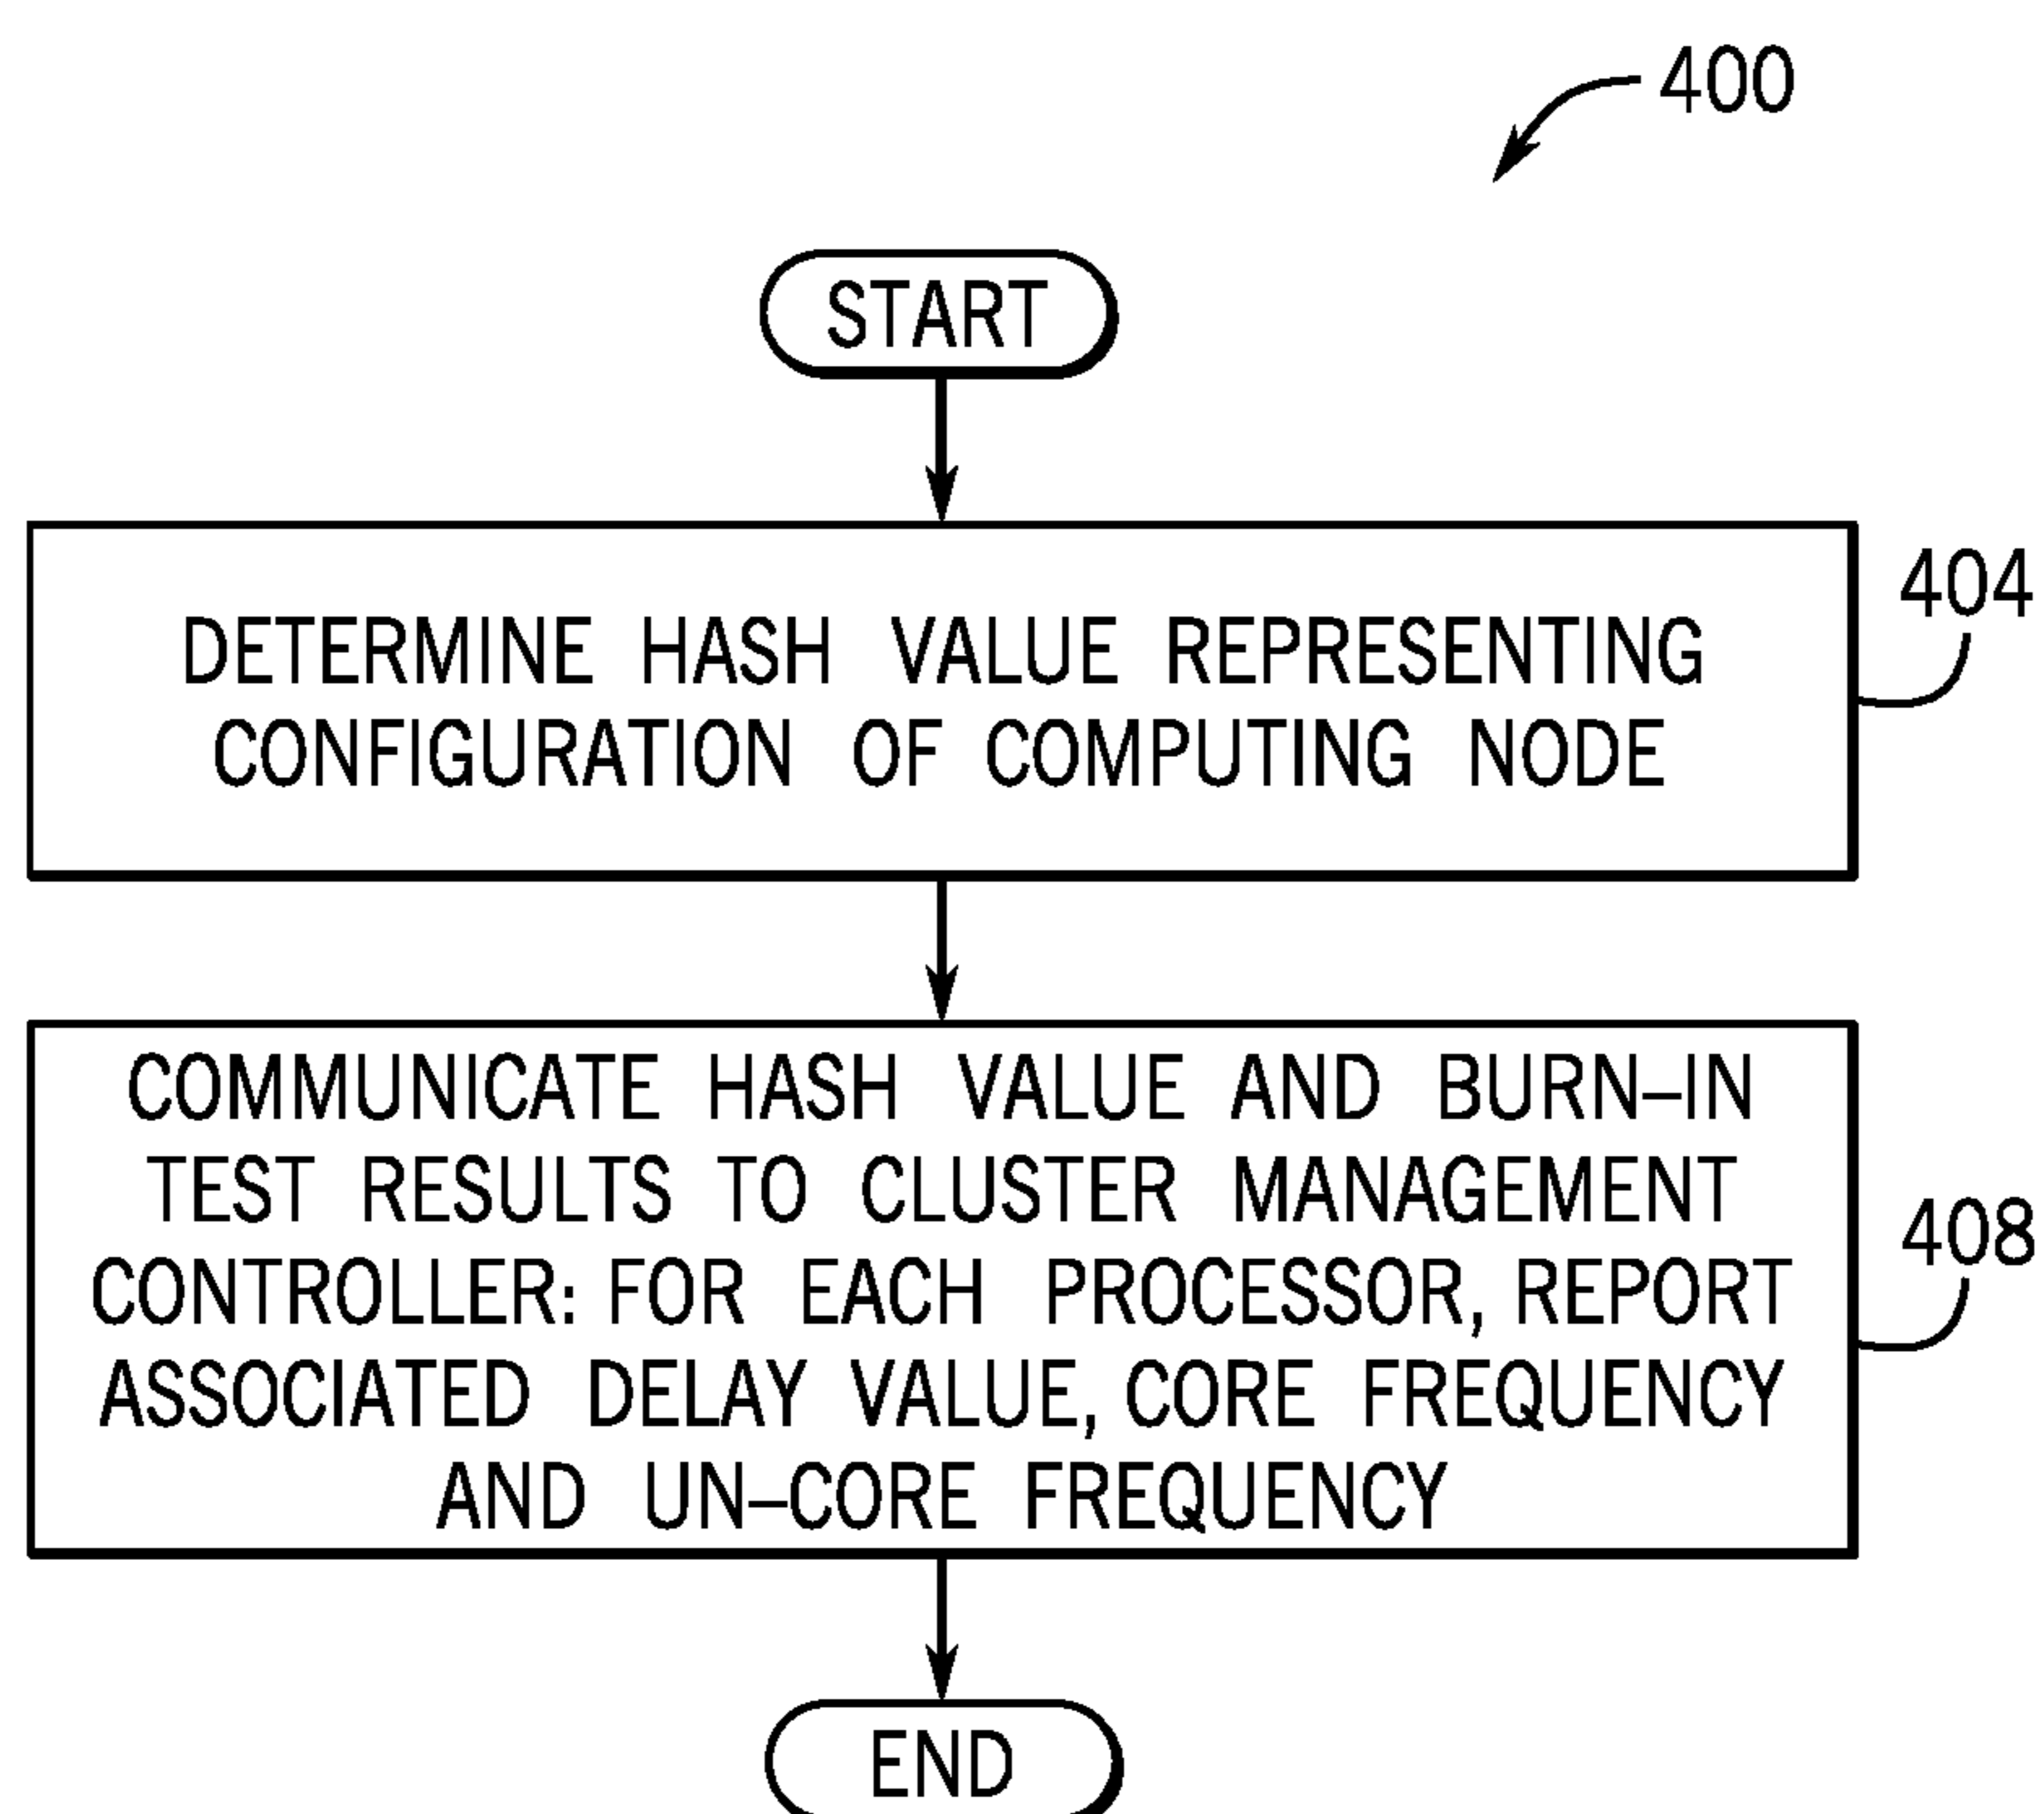 400
START
404
DETERMINE HASH VALUE REPRESENTING
CONFIGURATION OF COMPUTING NODE
COMMUNICATE HASH VALUE AND BURN–IN
TEST RESULTS TO CLUSTER MANAGEMENT
408
CONTROLLER: FOR EACH PROCESSOR, REPORT
ASSOCIATED DELAY VALUE, CORE FREQUENCY
AND UN–CORE FREQUENCY
END